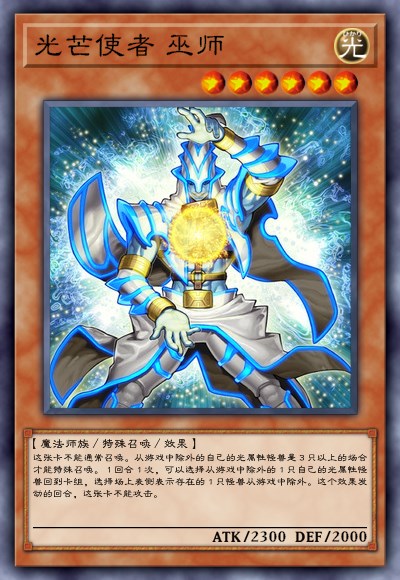 光芒使者 巫师
光
【魔法师族／特殊召唤／效果】
这张卡不能通常召唤。从游戏中除外的自己的光属性怪兽是3只以上的场合
才能特殊召唤。1回合1次，可以选择从游戏中除外的1只自己的光属性怪
兽回到卡组，选择场上表侧表示存在的1只怪兽从游戏中除外。这个效果发
动的回合，这张卡不能攻击。
ATK/2300 DEF/2000